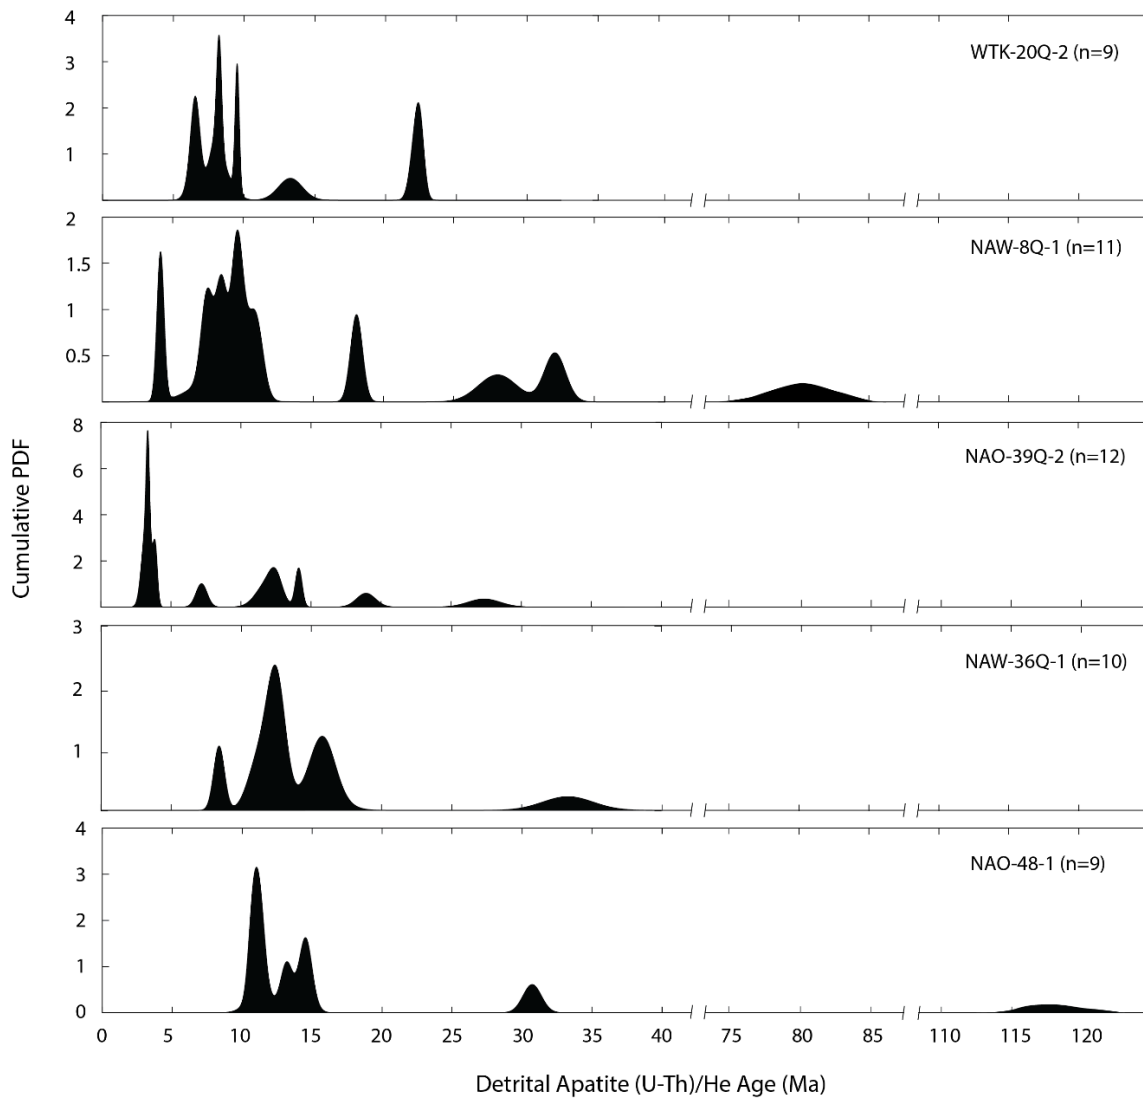 4
3
2
1
WTK-20Q-2 (n=9)
2
1.5
1
0.5
NAW-8Q-1 (n=11)
8
6
4
2
NAO-39Q-2 (n=12)
3
2
1
NAW-36Q-1 (n=10)
4
3
2
1
0
NAO-48-1 (n=9)
0 5 10 15 20 25 30 35 40 75 80 85 110 115 120
Cumulative PDF
Detrital Apatite (U-Th)/He Age (Ma)